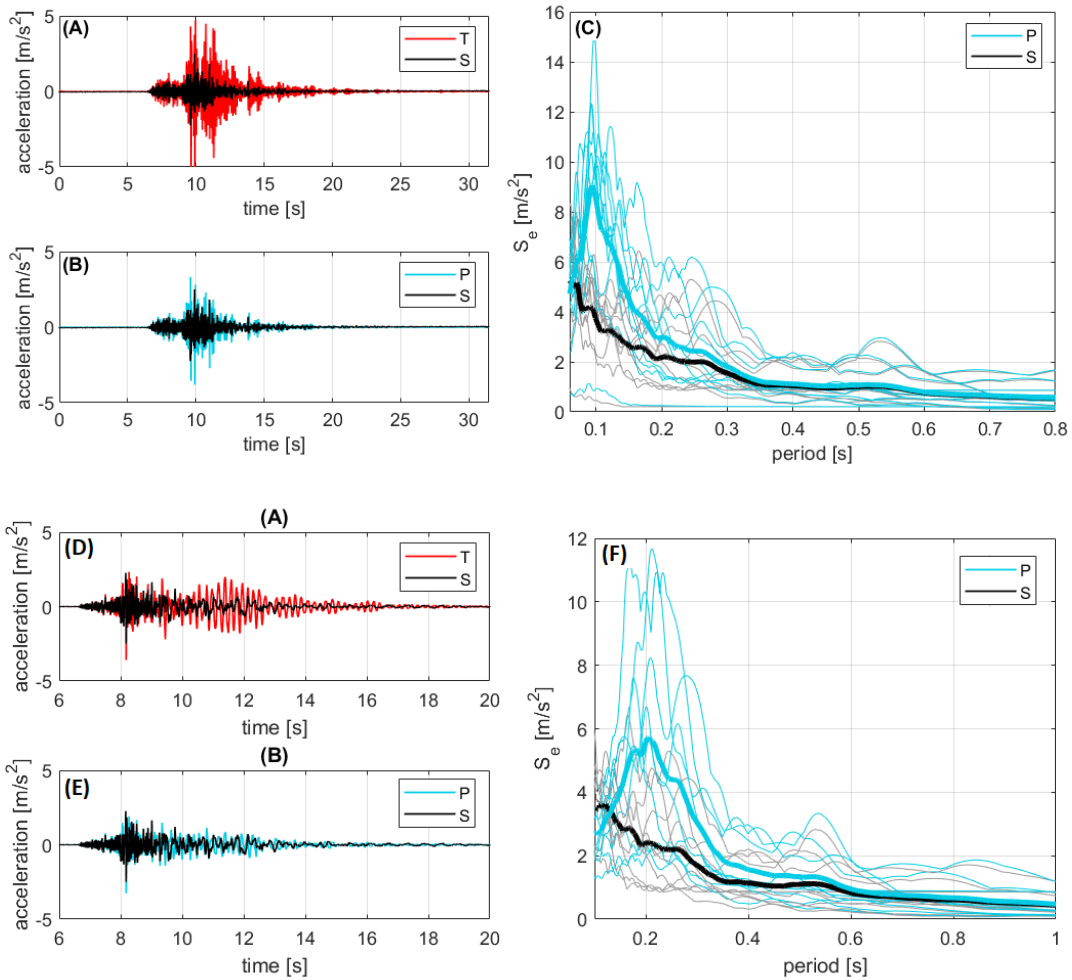 (A)
acceleration [m/s²]
5
0
-5
0 5 10 15 20 25 30
time [s]
T
S
(B)
acceleration [m/s²]
5
0
-5
0 5 10 15 20 25 30
time [s]
P
S
(C)
S_e [m/s²]
16
14
12
10
8
6
4
2
0
0.1 0.2 0.3 0.4 0.5 0.6 0.7 0.8
period [s]
P
S
(A)
(D)
acceleration [m/s²]
5
0
-5
6 8 10 12 14 16 18 20
time [s]
T
S
(B)
(E)
acceleration [m/s²]
5
0
-5
6 8 10 12 14 16 18 20
time [s]
P
S
(F)
S_e [m/s²]
12
10
8
6
4
2
0
0.2 0.4 0.6 0.8 1
period [s]
P
S